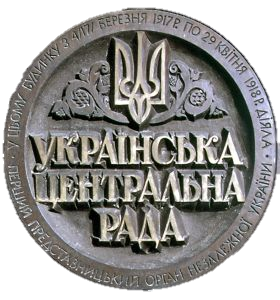 У ЦЬОМУ БУДИНКУ З 4/17/ БЕРЕЗНЯ 1917 Р. ПО 29 КВІТНЯ 1918 Р. ДІЯЛА
УКРАЇНСЬКА
ЦЕНТРАЛЬНА
РАДА
ПЕРШИЙ ПРЕДСТАВНИЦЬКИЙ ОРГАН НЕЗАЛЕЖНОЇ УКРАЇНИ